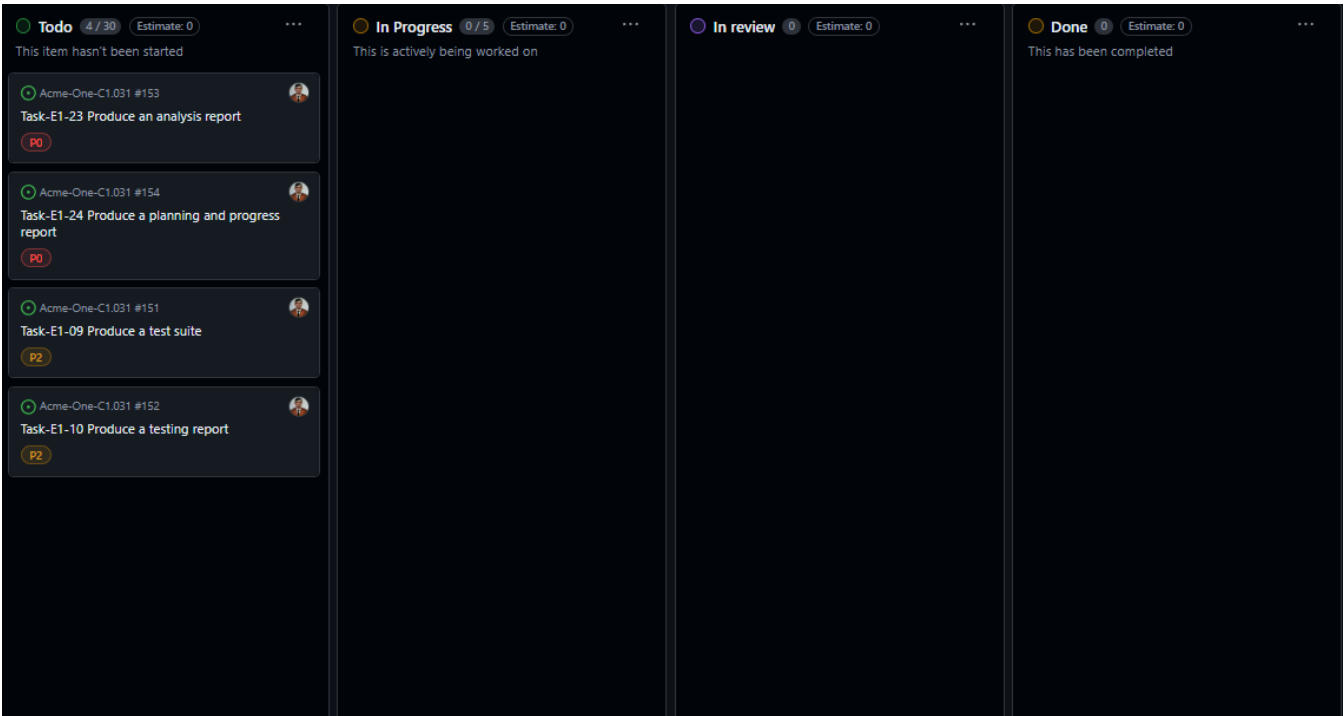 Todo 4 / 30 Estimate: 0 ...
This item hasn't been started
Acme-One-C1.031 #153
Task-E1-23 Produce an analysis report
P0
Acme-One-C1.031 #154
Task-E1-24 Produce a planning and progress
report
P0
Acme-One-C1.031 #151
Task-E1-09 Produce a test suite
P2
Acme-One-C1.031 #152
Task-E1-10 Produce a testing report
P2
In Progress 0 / 5 Estimate: 0 ...
This is actively being worked on
In review 0 Estimate: 0 ...
Done 0 Estimate: 0 ...
This has been completed